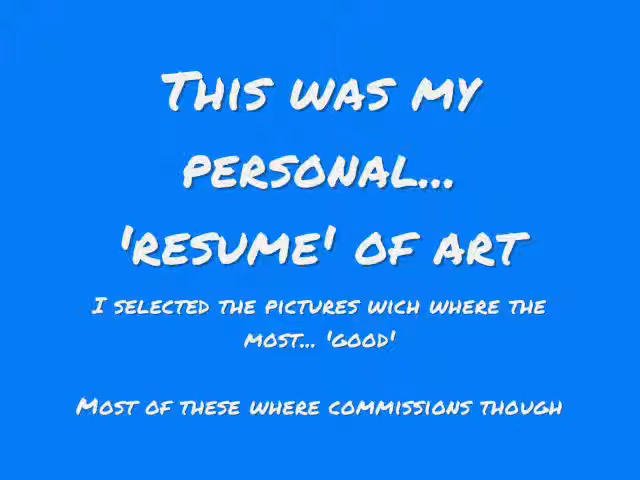 This was my
personal...
'resume' of art
I selected the pictures wich where the
most... 'good'
Most of these where commissions though